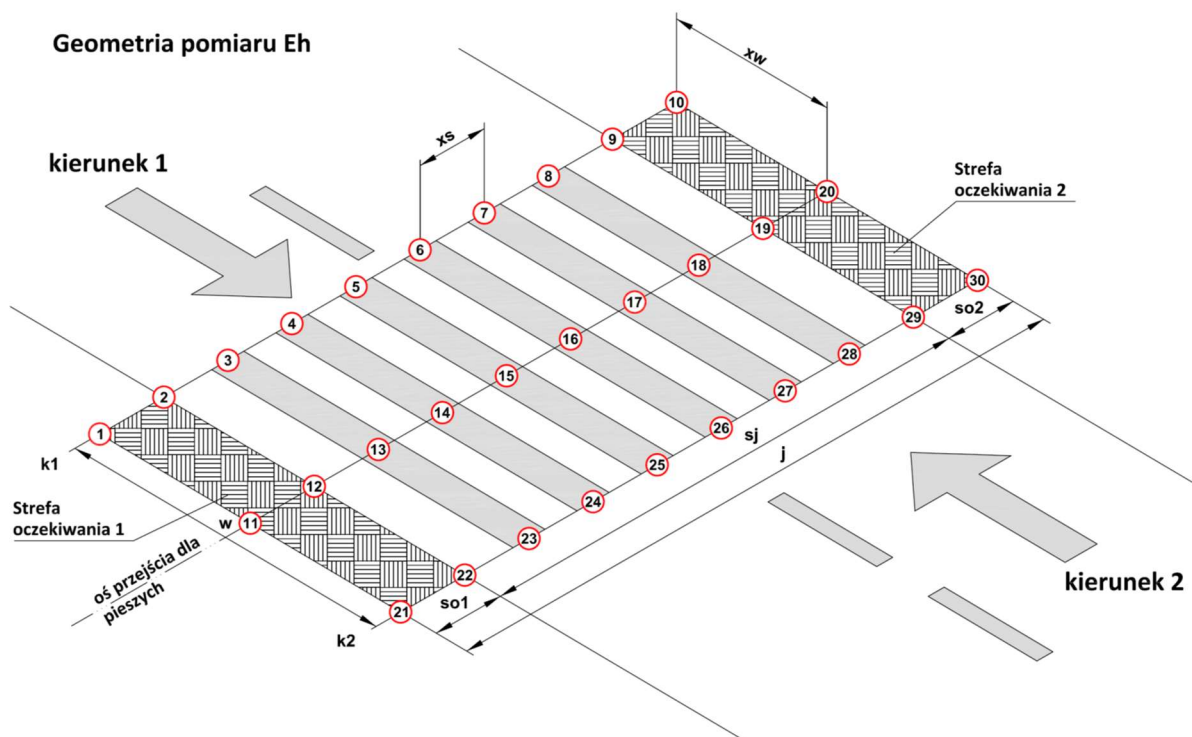 Geometria pomiaru Eh
xw
10
9
xs
kierunek 1
8
Strefa
oczekiwania 2
7
20
6
19
5
18
30
4
17
29
so2
3
16
28
2
15
27
1
14
26
sj
k1
13
25
j
12
24
Strefa
oczekiwania 1
w
11
23
oś przejścia dla
pieszych
22
kierunek 2
so1
21
k2